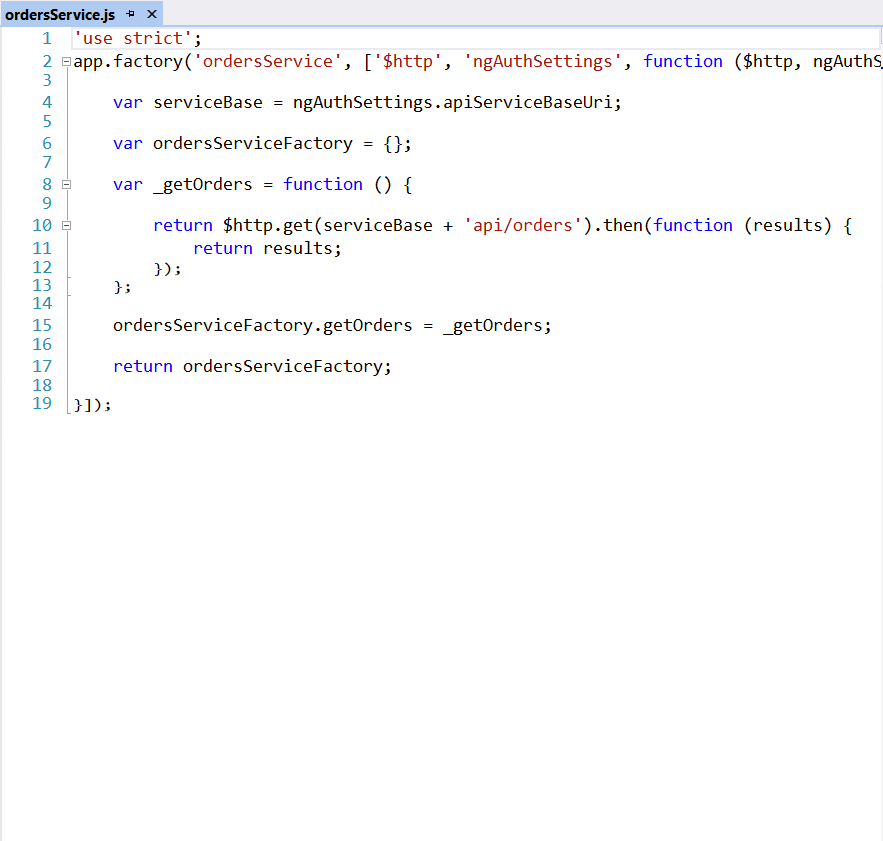 ordersService.js
1 'use strict';
2 app.factory('ordersService', ['$http', 'ngAuthSettings', function ($http, ngAuthS
3
4 var serviceBase = ngAuthSettings.apiServiceBaseUri;
5
6 var ordersServiceFactory = {};
7
8 var _getOrders = function () {
9
10 return $http.get(serviceBase + 'api/orders').then(function (results) {
11 return results;
12 });
13 };
14
15 ordersServiceFactory.getOrders = _getOrders;
16
17 return ordersServiceFactory;
18
19 }]);